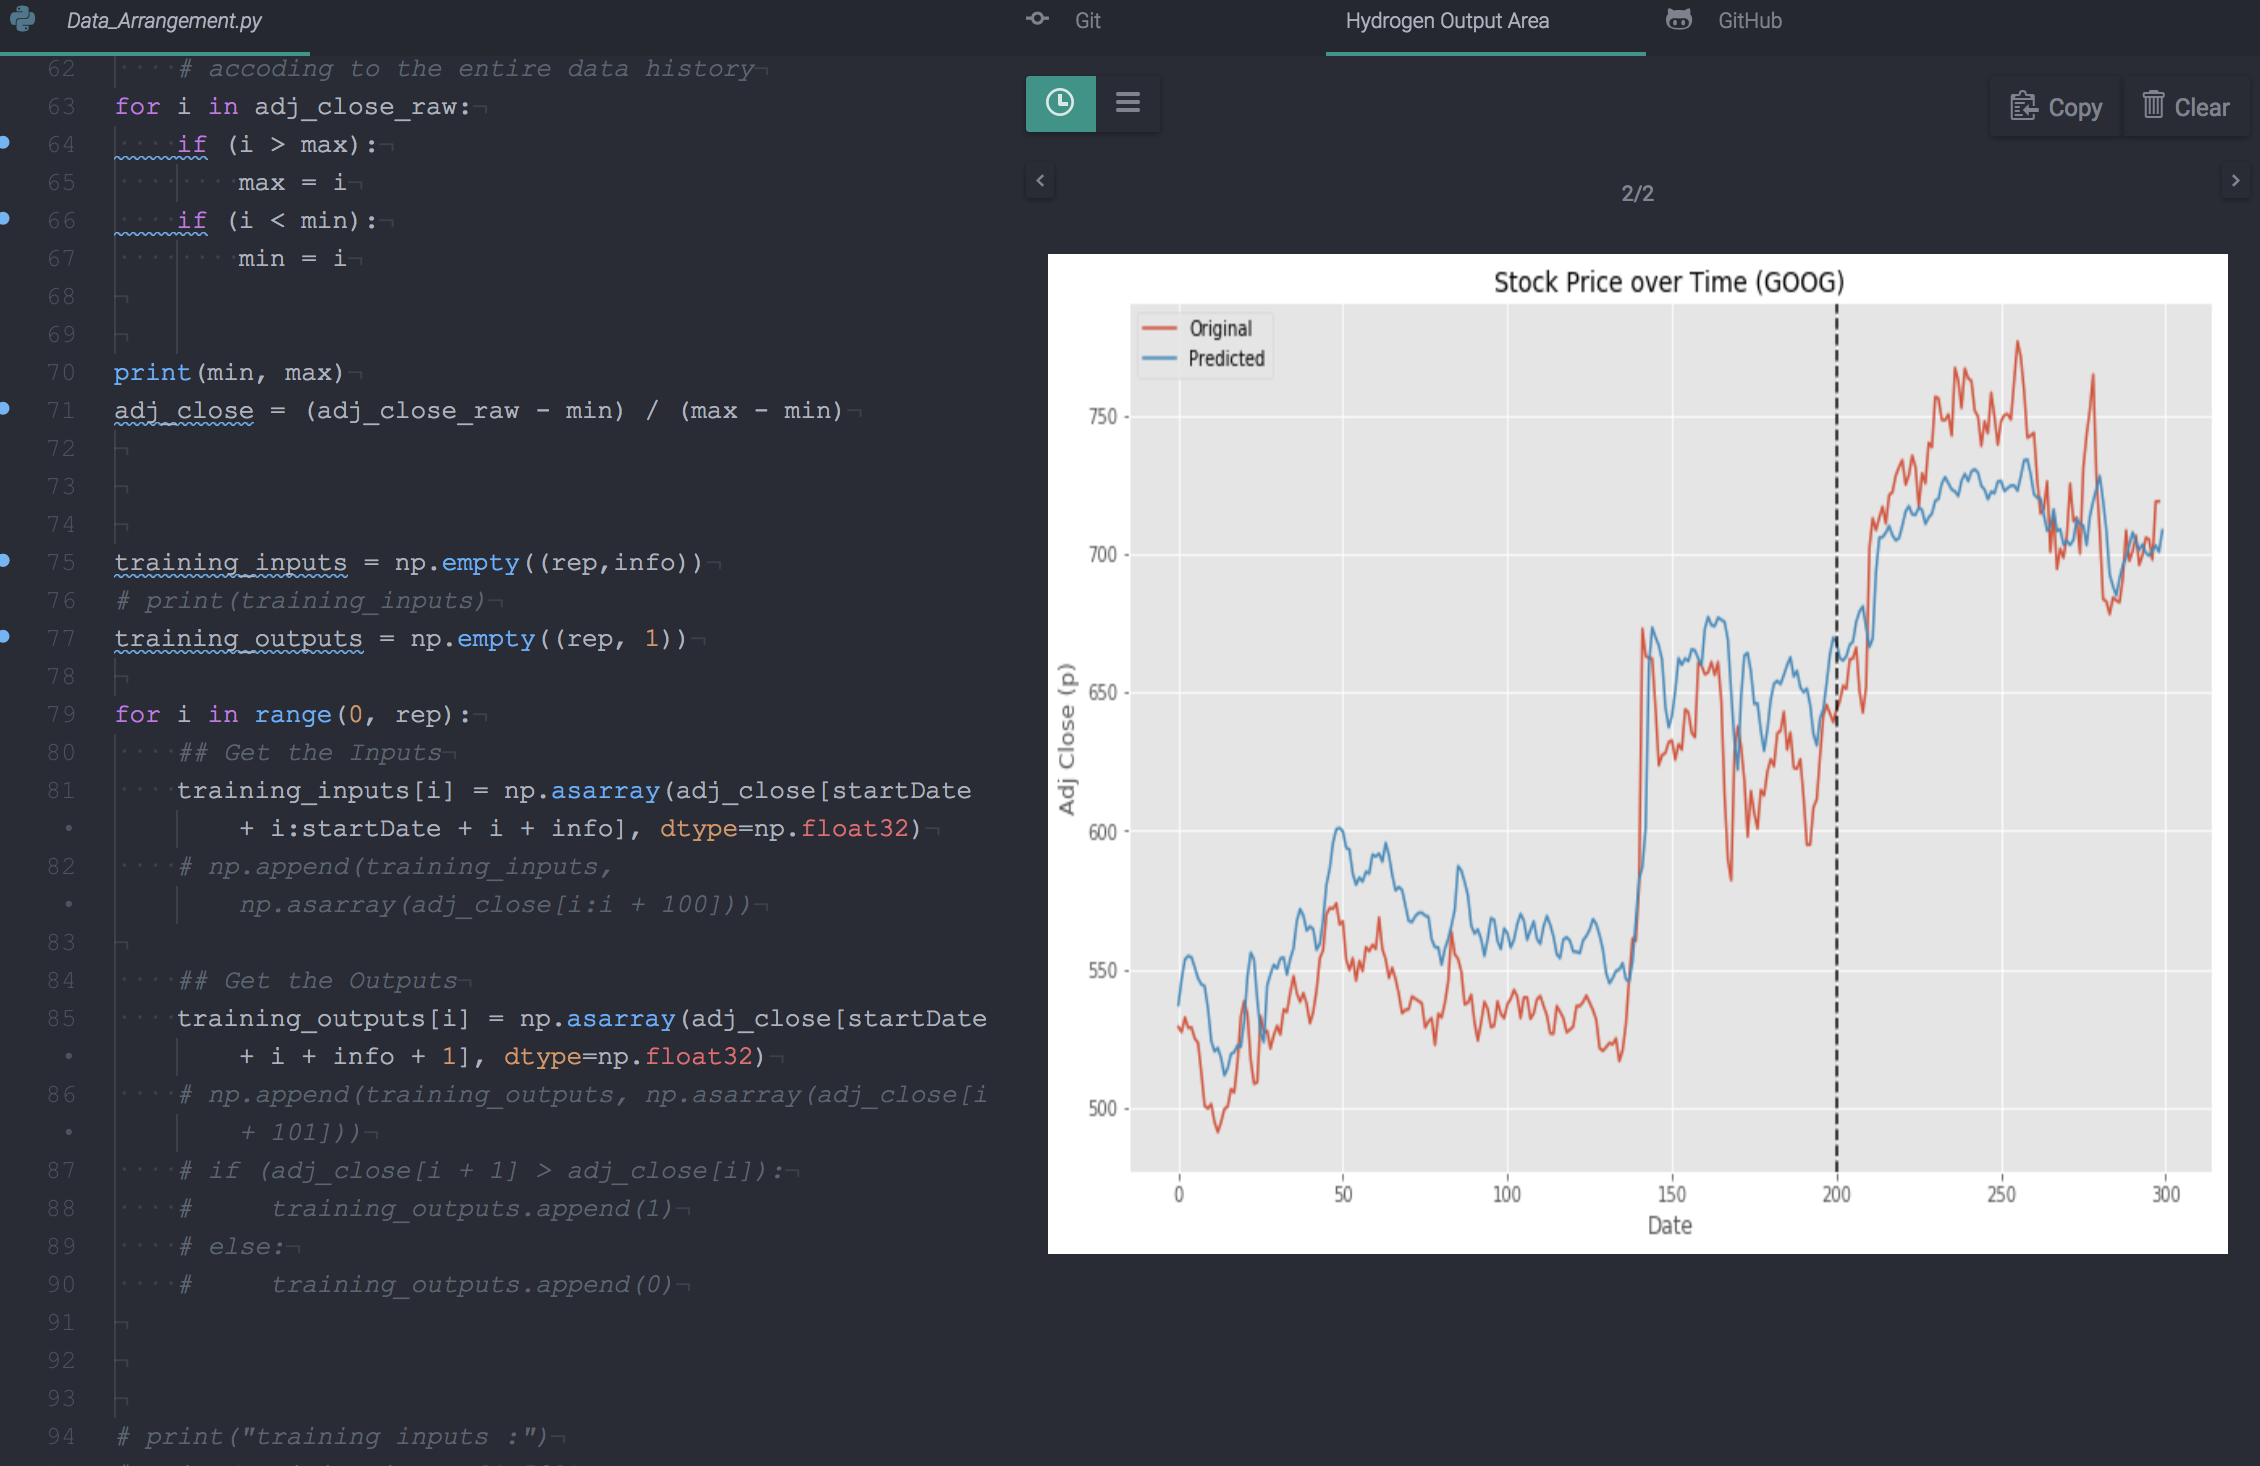 Data_Arrangement.py
62 # accoding to the entire data history
63 for i in adj_close_raw:
64 if (i > max):
65 max = i
66 if (i < min):
67 min = i
68
69
70 print(min, max)
71 adj_close = (adj_close_raw - min) / (max - min)
72
73
74
75 training_inputs = np.empty((rep,info))
76 # print(training_inputs)
77 training_outputs = np.empty((rep, 1))
78
79 for i in range(0, rep):
80 ## Get the Inputs
81 training_inputs[i] = np.asarray(adj_close[startDate
+ i:startDate + i + info], dtype=np.float32)
82 # np.append(training_inputs,
np.asarray(adj_close[i:i + 100]))
83
84 ## Get the Outputs
85 training_outputs[i] = np.asarray(adj_close[startDate
+ i + info + 1], dtype=np.float32)
86 # np.append(training_outputs, np.asarray(adj_close[i
+ 101]))
87 # if (adj_close[i + 1] > adj_close[i]):
88 # training_outputs.append(1)
89 # else:
90 # training_outputs.append(0)
91
92
93
94 # print("training inputs :")
Git
Hydrogen Output Area
GitHub
Copy
Clear
2/2
Stock Price over Time (GOOG)
Original
Predicted
Adj Close (p)
750
700
650
600
550
500
0 50 100 150 200 250 300
Date